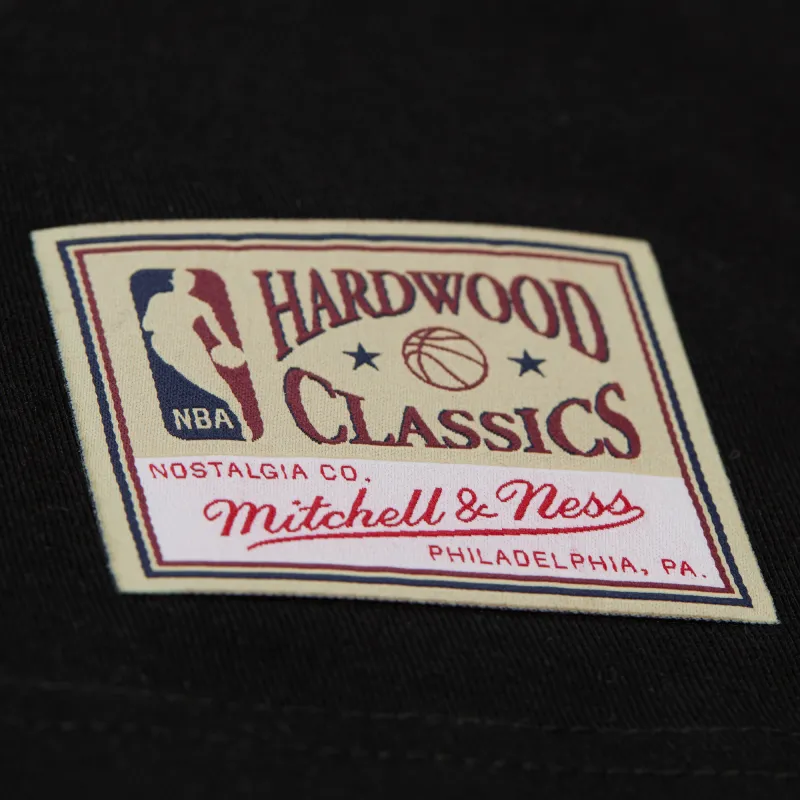 HARDWOOD
CLASSICS
NBA
NOSTALGIA CO.
Mitchell & Ness
PHILADELPHIA, PA.